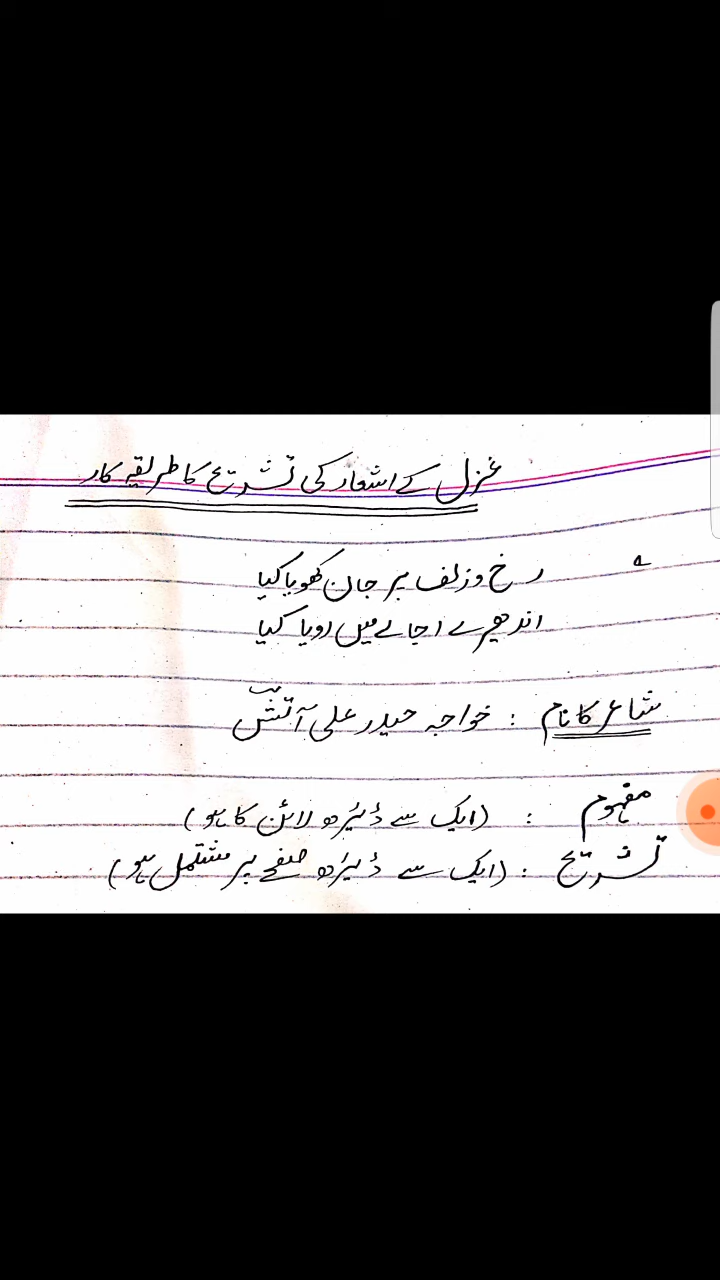 غزل کے اشعار کی تشریح کا طریقہ کار
رخ و زلف پر جان کھویا کیا
اندھیرے اجالے میں رویا کیا
شاعر کا نام : خواجہ حیدر علی آتش
مفہوم : (ایک سے ڈیڑھ لائن کا ہو)
تشریح : (ایک سے ڈیڑھ صفحے پر مشتمل ہو)